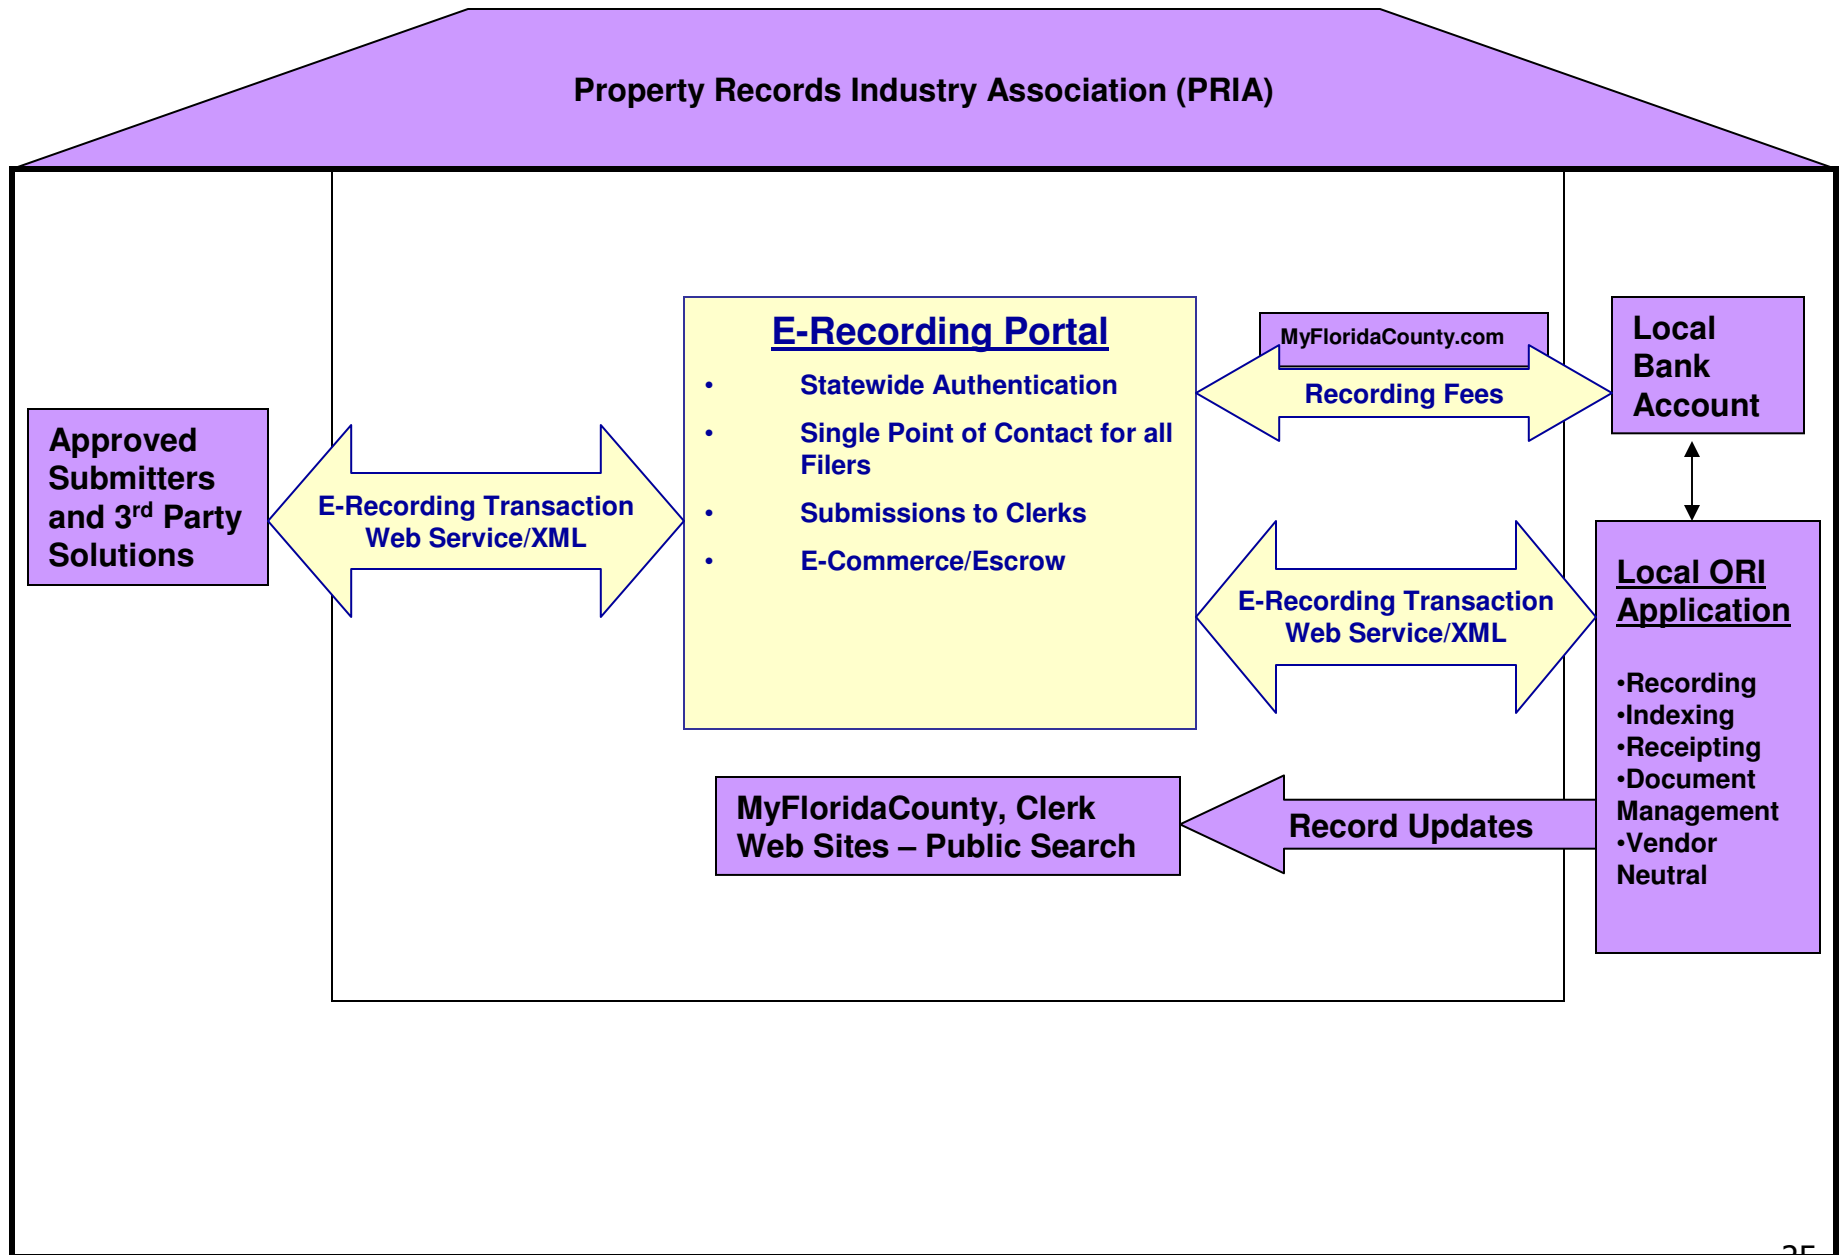 Property Records Industry Association (PRIA)
Approved
Submitters
and 3rd Party
Solutions
E-Recording Transaction
Web Service/XML
E-Recording Portal
• Statewide Authentication
• Single Point of Contact for all
Filers
• Submissions to Clerks
• E-Commerce/Escrow
MyFloridaCounty.com
Recording Fees
Local
Bank
Account
E-Recording Transaction
Web Service/XML
Local ORI
Application
•Recording
•Indexing
•Receipting
•Document
Management
•Vendor
Neutral
MyFloridaCounty, Clerk
Web Sites – Public Search
Record Updates